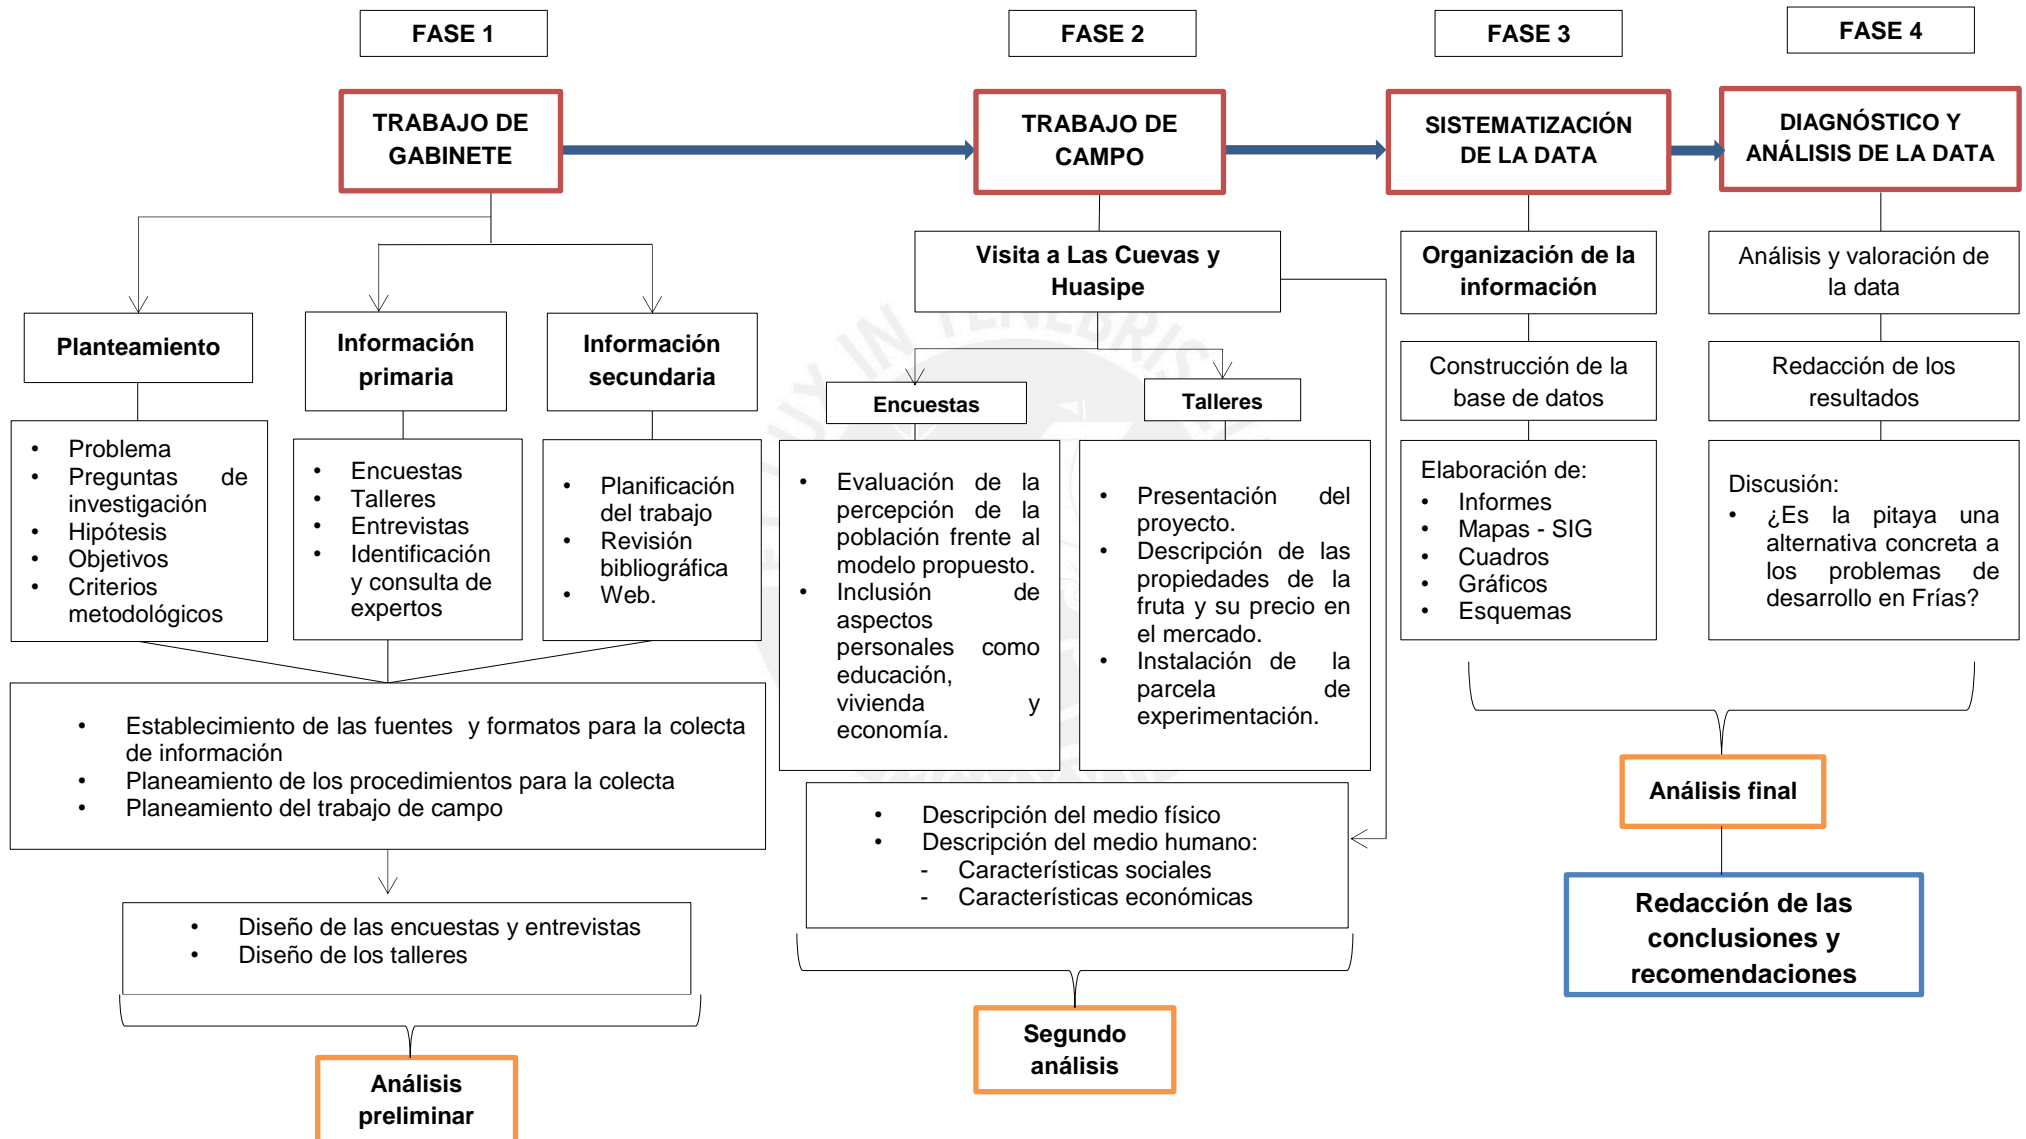 FASE 1
FASE 2
FASE 3
FASE 4
TRABAJO DE
GABINETE
TRABAJO DE
CAMPO
SISTEMATIZACIÓN
DE LA DATA
DIAGNÓSTICO Y
ANÁLISIS DE LA DATA
Planteamiento
• Problema
• Preguntas de
investigación
• Hipótesis
• Objetivos
• Criterios
metodológicos
Información
primaria
• Encuestas
• Talleres
• Entrevistas
• Identificación
y consulta de
expertos
Información
secundaria
• Planificación
del trabajo
• Revisión
bibliográfica
• Web.
• Establecimiento de las fuentes y formatos para la colecta
de información
• Planeamiento de los procedimientos para la colecta
• Planeamiento del trabajo de campo
• Diseño de las encuestas y entrevistas
• Diseño de los talleres
Análisis
preliminar
Visita a Las Cuevas y
Huasipe
Encuestas
• Evaluación de la
percepción de la
población frente al
modelo propuesto.
• Inclusión de
aspectos
personales como
educación,
vivienda y
economía.
Talleres
• Presentación del
proyecto.
• Descripción de las
propiedades de la
fruta y su precio en
el mercado.
• Instalación de la
parcela de
experimentación.
• Descripción del medio físico
• Descripción del medio humano:
- Características sociales
- Características económicas
Segundo
análisis
Organización de la
información
Construcción de la
base de datos
Elaboración de:
• Informes
• Mapas - SIG
• Cuadros
• Gráficos
• Esquemas
Análisis y valoración de
la data
Redacción de los
resultados
Discusión:
• ¿Es la pitaya una
alternativa concreta a
los problemas de
desarrollo en Frías?
Análisis final
Redacción de las
conclusiones y
recomendaciones
LUX IN TENEBRIS